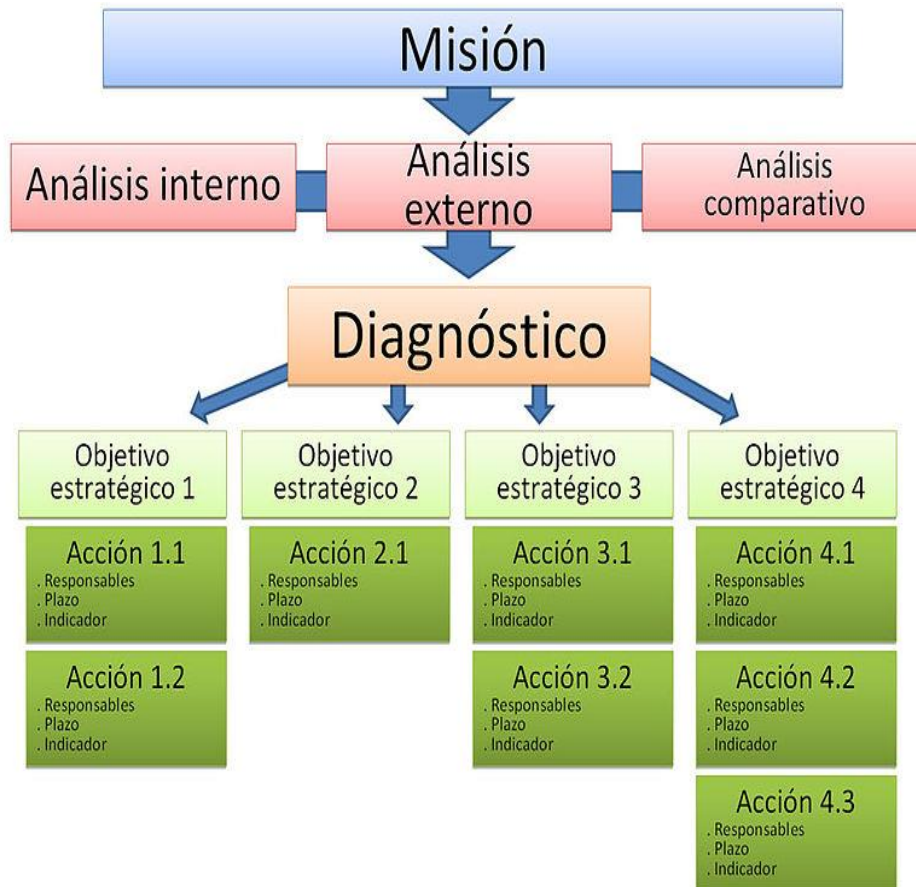 Misión
Análisis interno
Análisis
externo
Análisis
comparativo
Diagnóstico
Objetivo
estratégico 1
Objetivo
estratégico 2
Objetivo
estratégico 3
Objetivo
estratégico 4
Acción 1.1
. Responsables
. Plazo
. Indicador
Acción 2.1
. Responsables
. Plazo
. Indicador
Acción 3.1
. Responsables
. Plazo
. Indicador
Acción 4.1
. Responsables
. Plazo
. Indicador
Acción 1.2
. Responsables
. Plazo
. Indicador
Acción 3.2
. Responsables
. Plazo
. Indicador
Acción 4.2
. Responsables
. Plazo
. Indicador
Acción 4.3
. Responsables
. Plazo
. Indicador